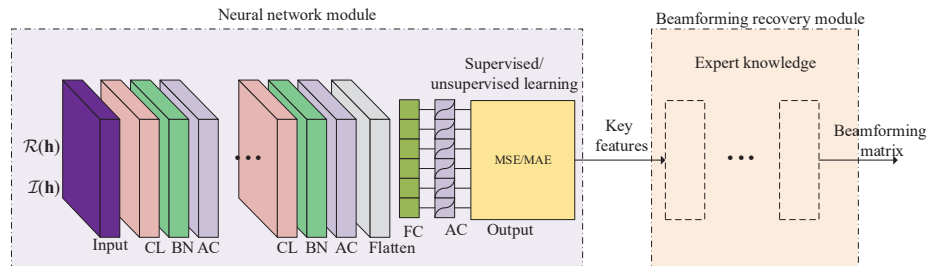 Neural network module
Beamforming recovery module
Supervised/
unsupervised learning
Expert knowledge
ℛ(𝐡)
ℐ(𝐡)
MSE/MAE
Key
features
Beamforming
matrix
Input
CL
BN
AC
CL
BN
AC
Flatten
FC
AC
Output